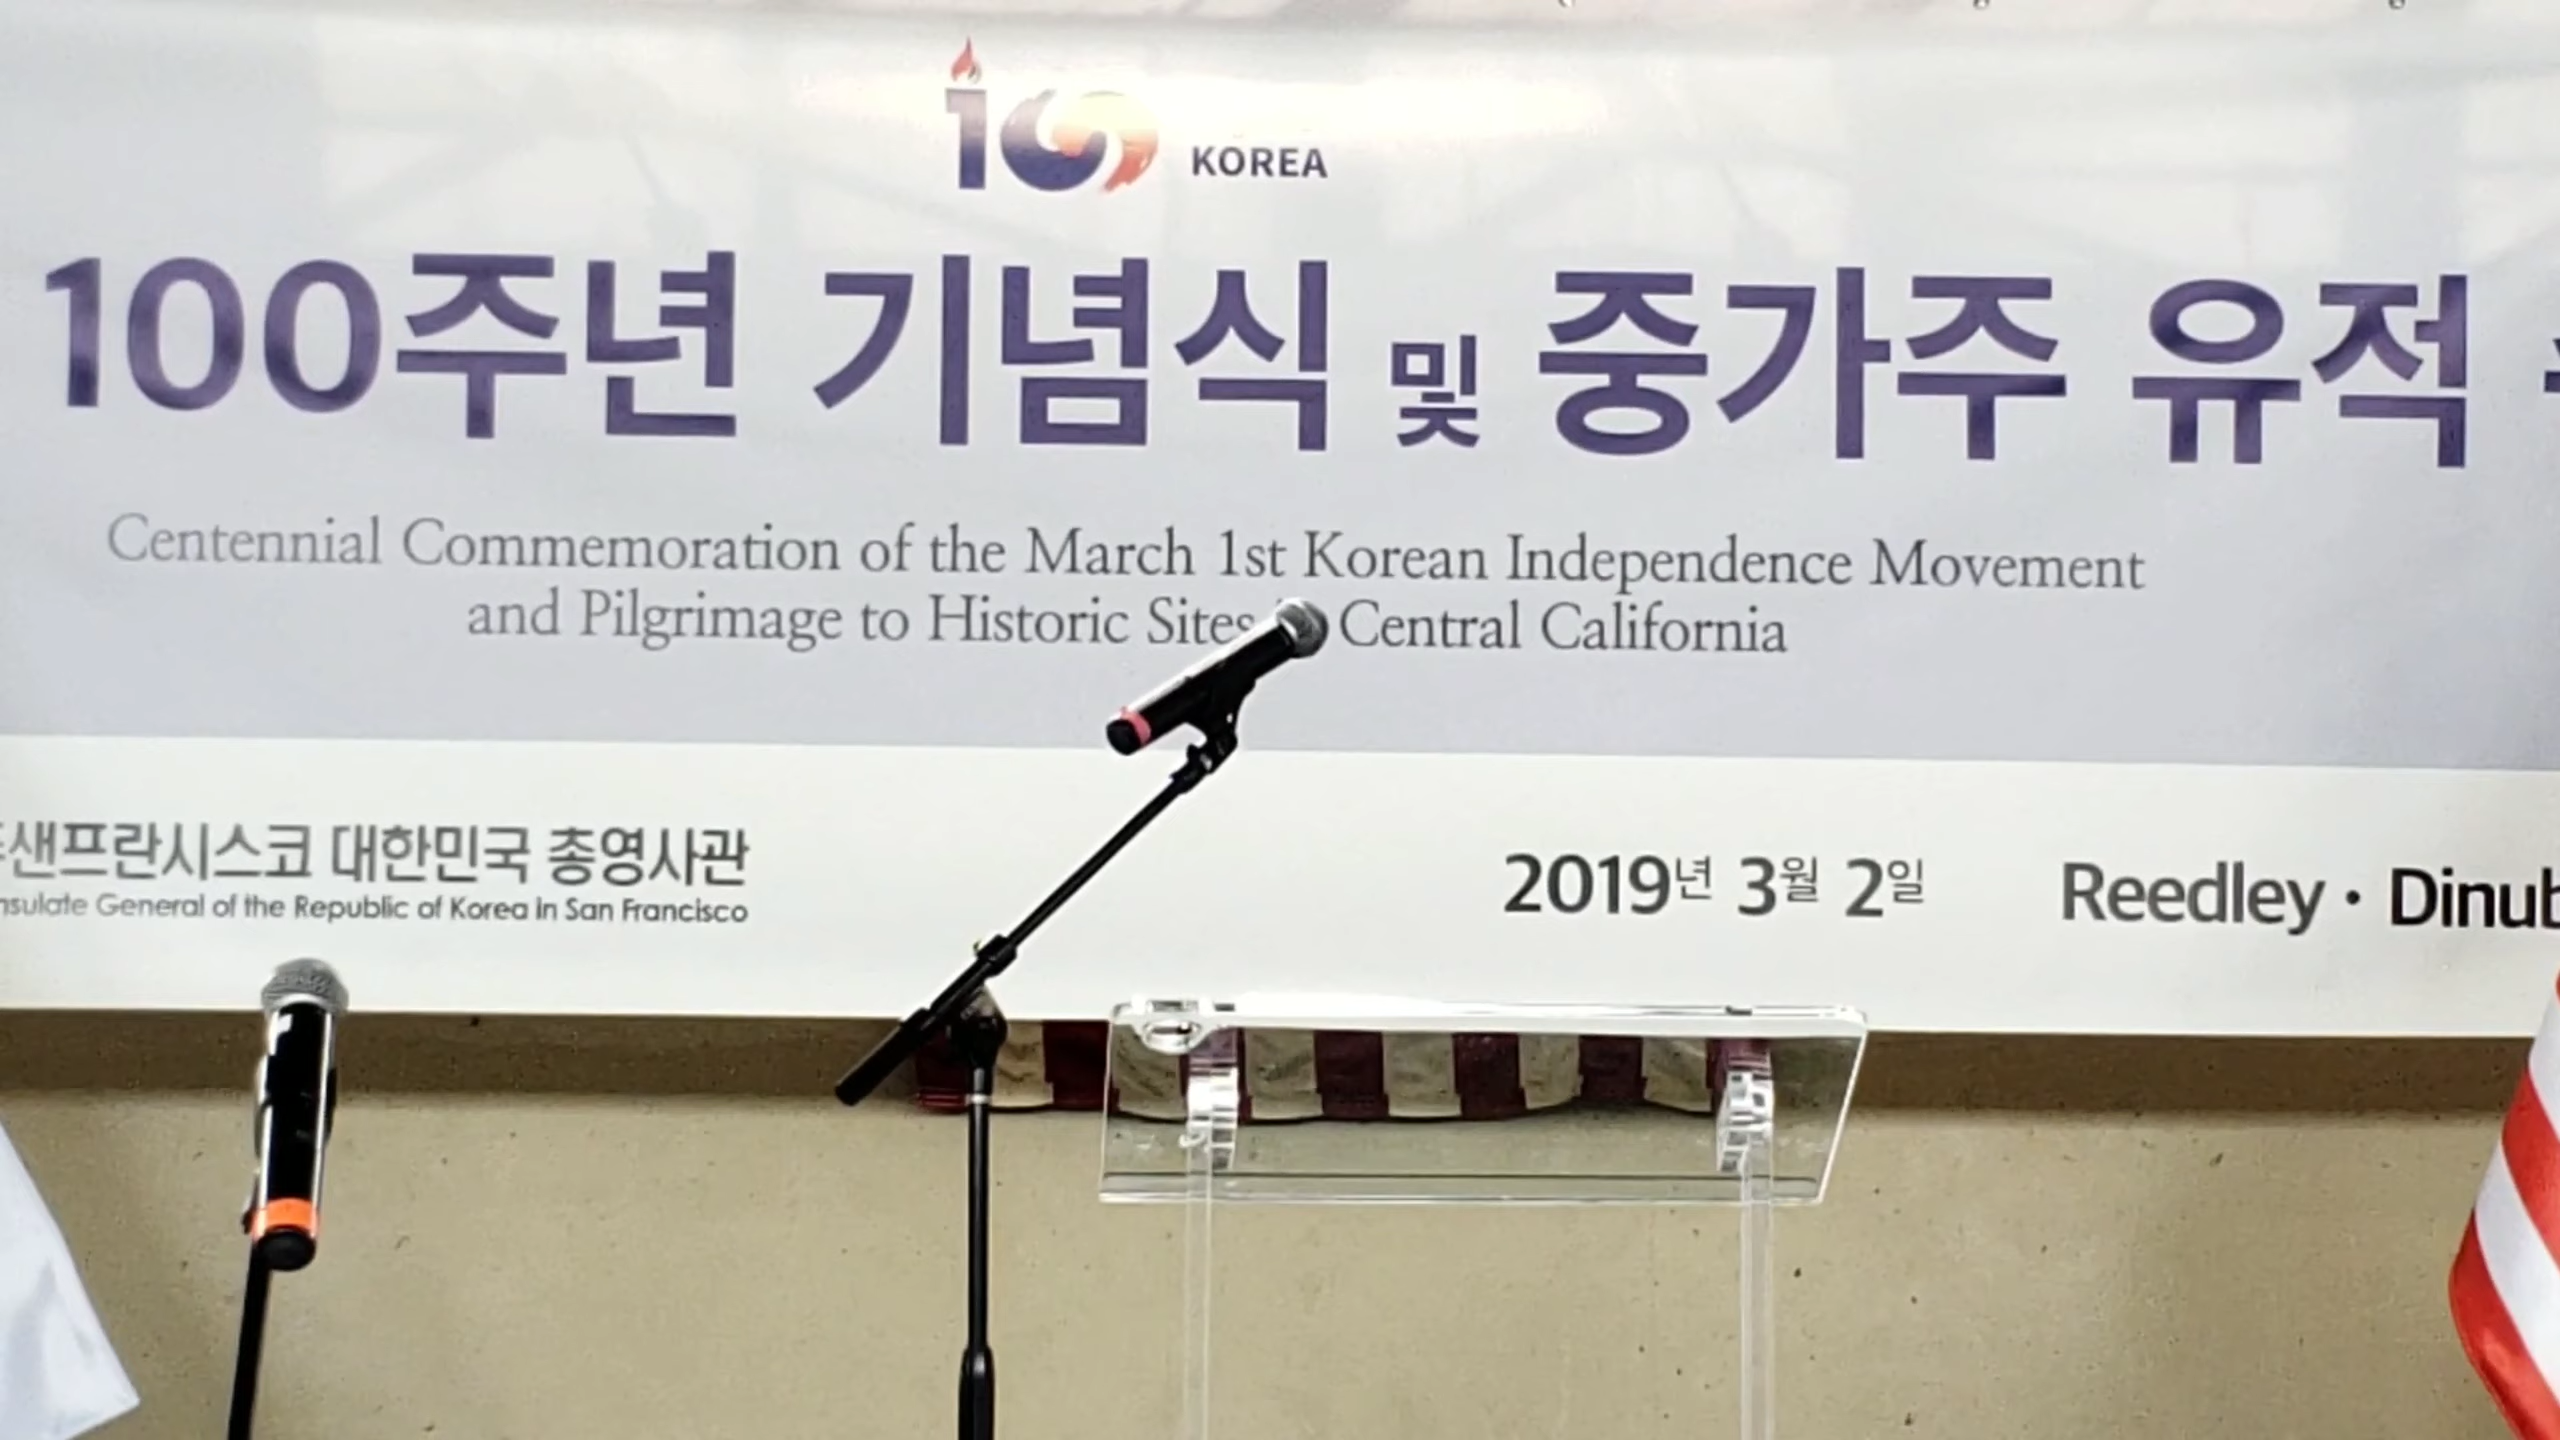 100 KOREA
100주년 기념식 및 중가주 유적
Centennial Commemoration of the March 1st Korean Independence Movement
and Pilgrimage to Historic Sites Central California
샌프란시스코 대한민국 총영사관
General of the Republic of Korea in San Francisco
2019년 3월 2일 Reedley •